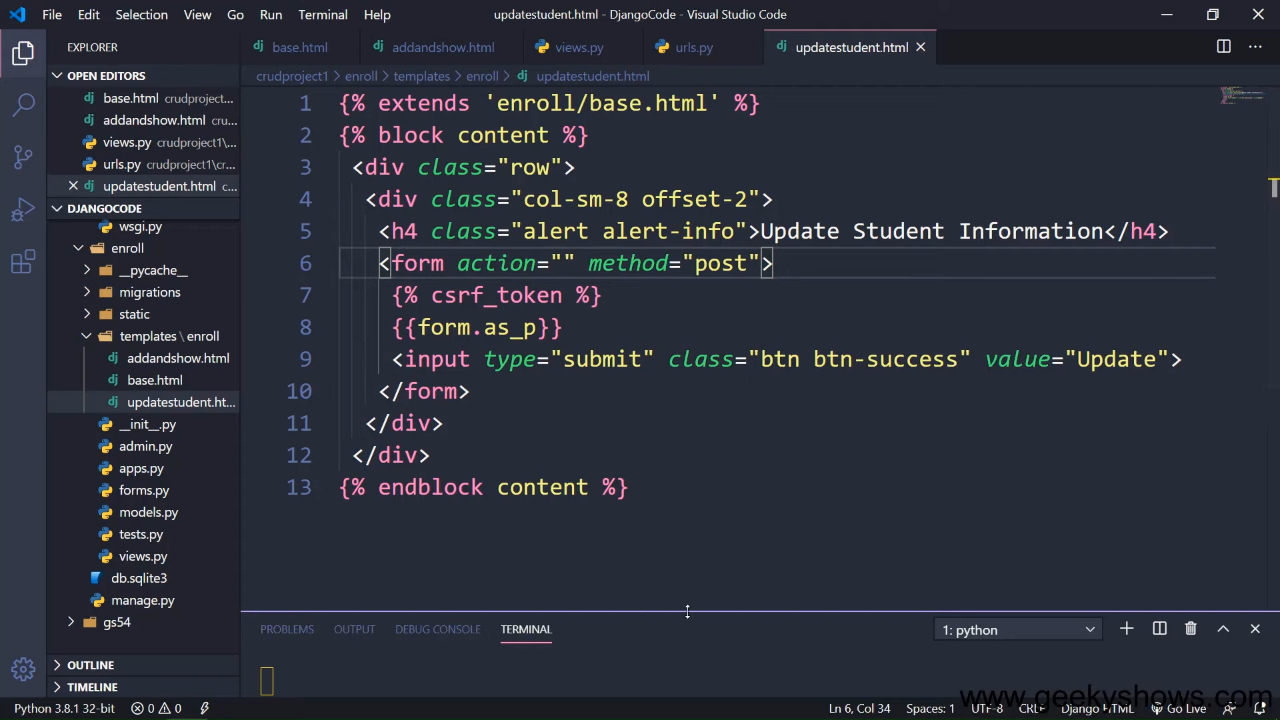 File Edit Selection View Go Run Terminal Help
updatestudent.html - DjangoCode - Visual Studio Code
EXPLORER
base.html addandshow.html views.py urls.py updatestudent.html
OPEN EDITORS
base.html crudproject...
addandshow.html cru...
views.py crudproject1\...
urls.py crudproject1\c...
updatestudent.html c...
DJANGOCODE
wsgi.py
enroll
__pycache__
migrations
static
templates \ enroll
addandshow.html
base.html
updatestudent.ht...
__init__.py
admin.py
apps.py
forms.py
models.py
tests.py
views.py
db.sqlite3
manage.py
gs54
OUTLINE
TIMELINE
crudproject1 > enroll > templates > enroll > updatestudent.html
1 {% extends 'enroll/base.html' %}
2 {% block content %}
3 <div class="row">
4 <div class="col-sm-8 offset-2">
5 <h4 class="alert alert-info">Update Student Information</h4>
6 <form action="" method="post">
7 {% csrf_token %}
8 {{form.as_p}}
9 <input type="submit" class="btn btn-success" value="Update">
10 </form>
11 </div>
12 </div>
13 {% endblock content %}
PROBLEMS OUTPUT DEBUG CONSOLE TERMINAL 1: python
www.geekyshows.com
Python 3.8.1 32-bit 0 0 Ln 6, Col 34 Spaces: 1 UTF-8 CRLF Django HTML Go Live